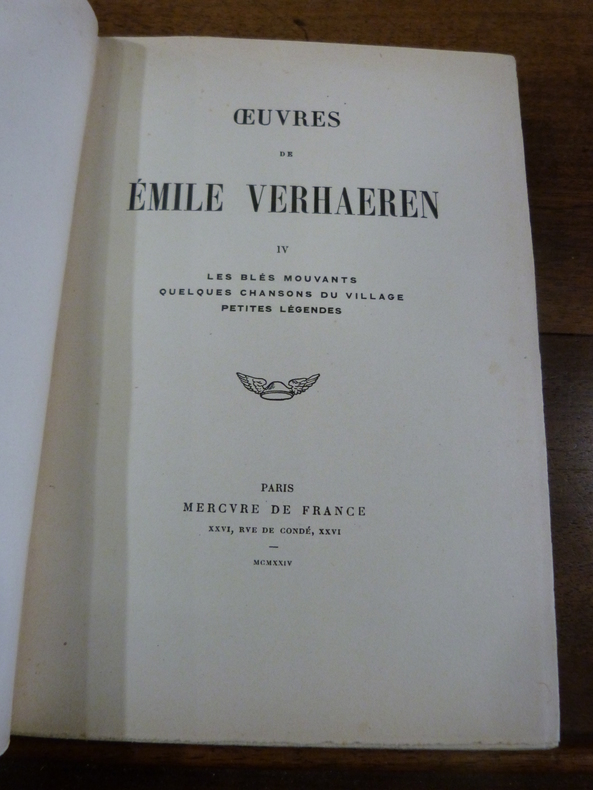 ŒUVRES
DE
ÉMILE VERHAEREN
IV
LES BLÉS MOUVANTS
QUELQUES CHANSONS DU VILLAGE
PETITES LÉGENDES
PARIS
MERCVRE DE FRANCE
XXVI, RVE DE CONDÉ, XXVI
—
MCMXXIV